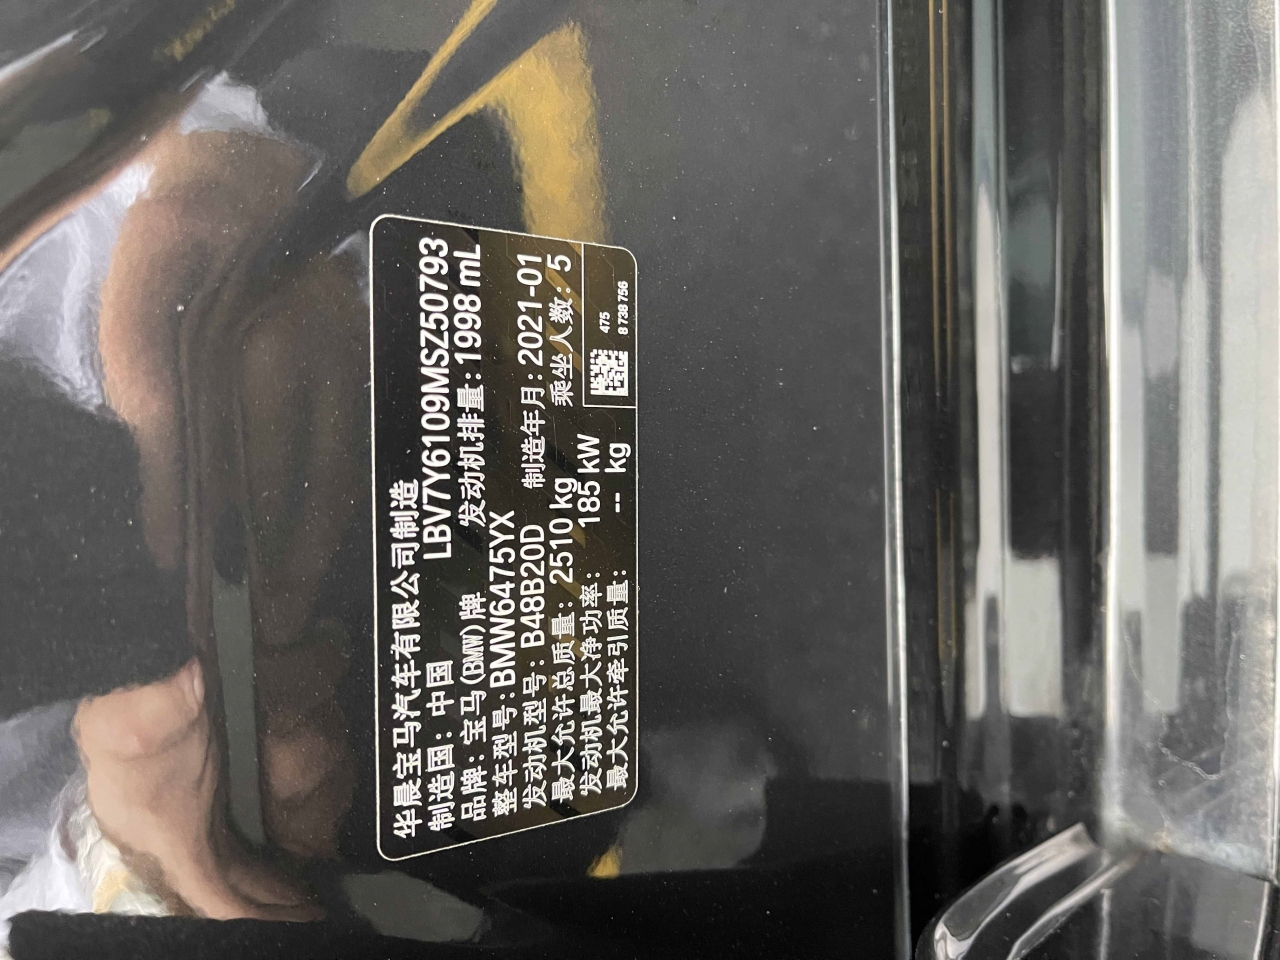 华晨宝马汽车有限公司制造
制造国：中国 LBV7Y6109MSZ50793
品牌：宝马(BMW)牌 发动机排量：1998 mL
整车型号：BMW6475YX
发动机型号：B48B20D 制造年月：2021-01
最大允许总质量：2510 kg 乘坐人数：5
发动机最大净功率：185 kW
最大允许牵引质量：-- kg
475
8 738 756